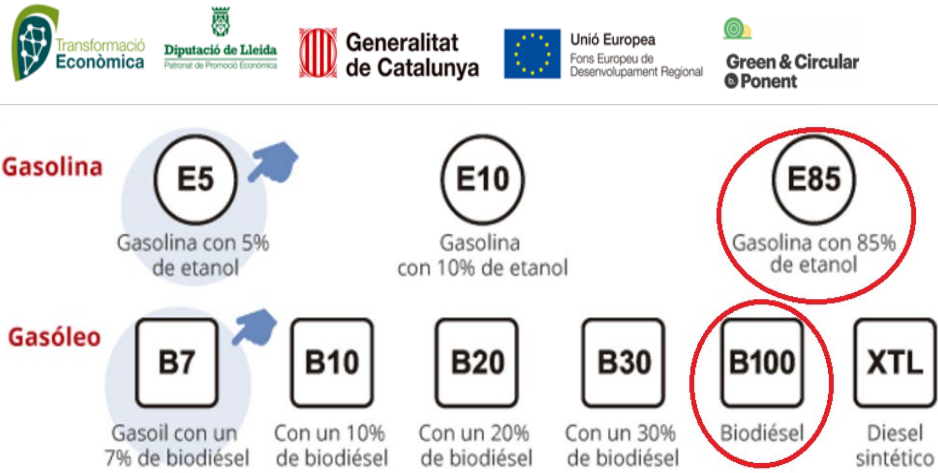 Transformació
Econòmica
Diputació de Lleida
Patronat de Promoció Econòmica
Generalitat
de Catalunya
Unió Europea
Fons Europeu de
Desenvolupament Regional
Green & Circular
b Ponent
Gasolina
E5
E10
E85
Gasolina con 5%
de etanol
Gasolina
con 10% de etanol
Gasolina con 85%
de etanol
Gasóleo
B7
B10
B20
B30
B100
XTL
Gasoil con un
7% de biodiésel
Con un 10%
de biodiésel
Con un 20%
de biodiésel
Con un 30%
de biodiésel
Biodiésel
Diesel
sintético